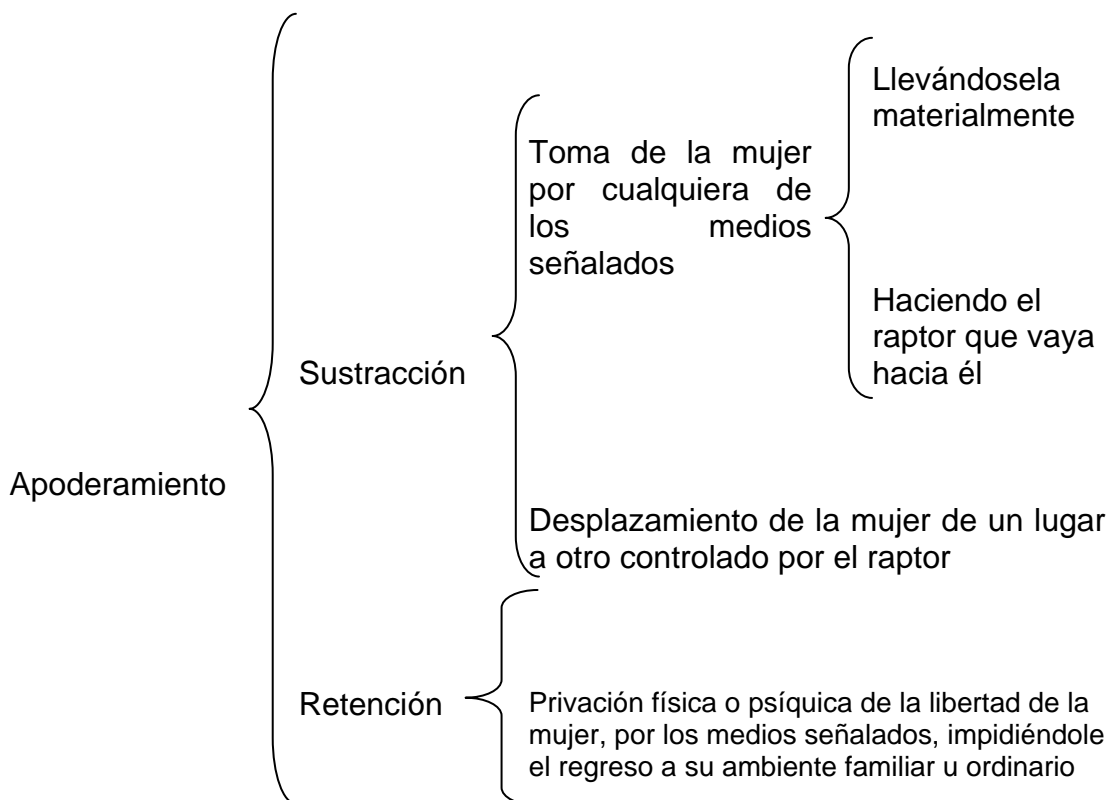 Apoderamiento
Sustracción
Toma de la mujer
por cualquiera de
los medios
señalados
Llevándosela
materialmente
Haciendo el
raptor que vaya
hacia él
Desplazamiento de la mujer de un lugar
a otro controlado por el raptor
Retención
Privación física o psíquica de la libertad de la
mujer, por los medios señalados, impidiéndole
el regreso a su ambiente familiar u ordinario